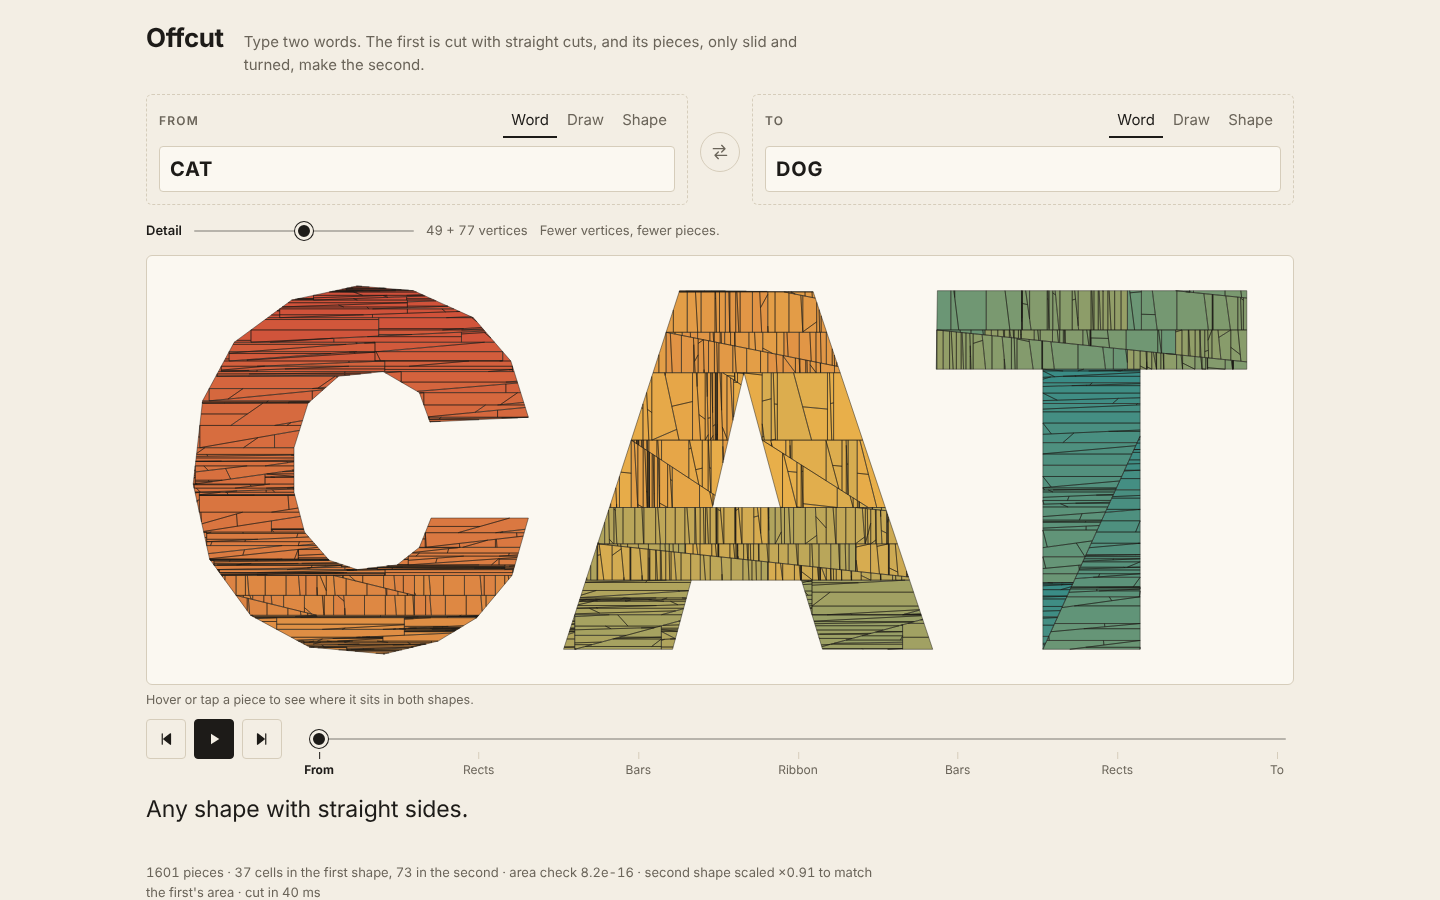 Offcut
Type two words. The first is cut with straight cuts, and its pieces, only slid and
turned, make the second.
FROM
Word Draw Shape
CAT
TO
Word Draw Shape
DOG
Detail
49 + 77 vertices
Fewer vertices, fewer pieces.
CAT
Hover or tap a piece to see where it sits in both shapes.
From Rects Bars Ribbon Bars Rects To
Any shape with straight sides.
1601 pieces · 37 cells in the first shape, 73 in the second · area check 8.2e-16 · second shape scaled ×0.91 to match
the first's area · cut in 40 ms